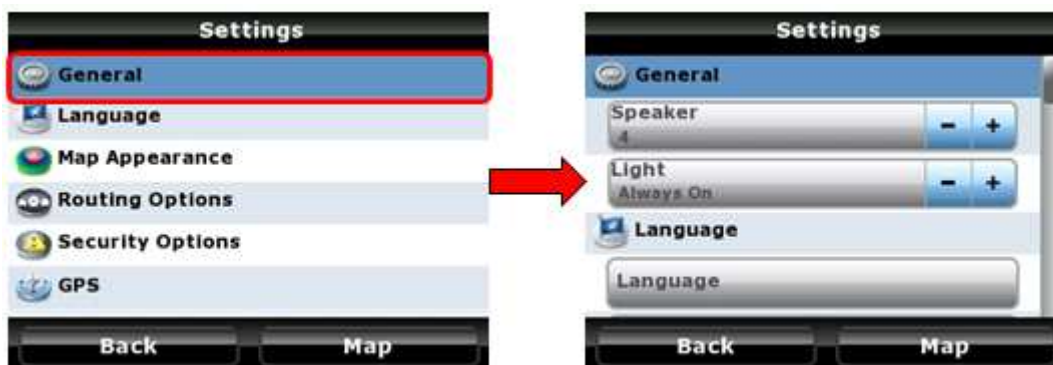 Settings
General
Language
Map Appearance
Routing Options
Security Options
GPS
Back Map
Settings
General
Speaker
4
- +
Light
Always On
- +
Language
Language
Back Map